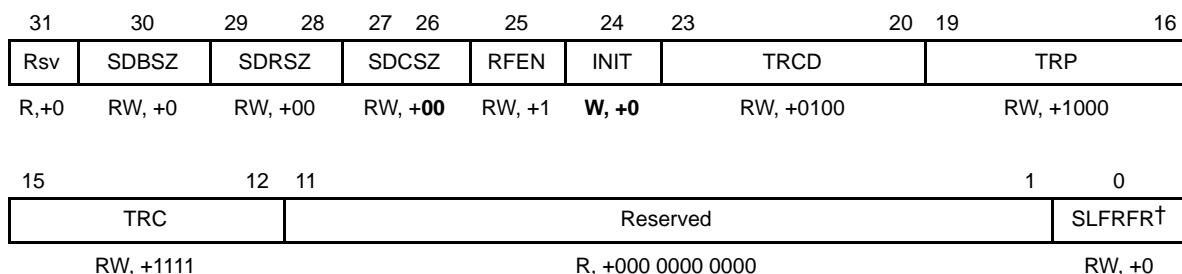 31 30 29 28 27 26 25 24 23 20 19 16
Rsv SDBSZ SDRSZ SDCSZ RFEN INIT TRCD TRP
R,+0 RW, +0 RW, +00 RW, +00 RW, +1 W, +0 RW, +0100 RW, +1000
15 12 11 1 0
TRC Reserved SLFRFR†
RW, +1111 R, +000 0000 0000 RW, +0